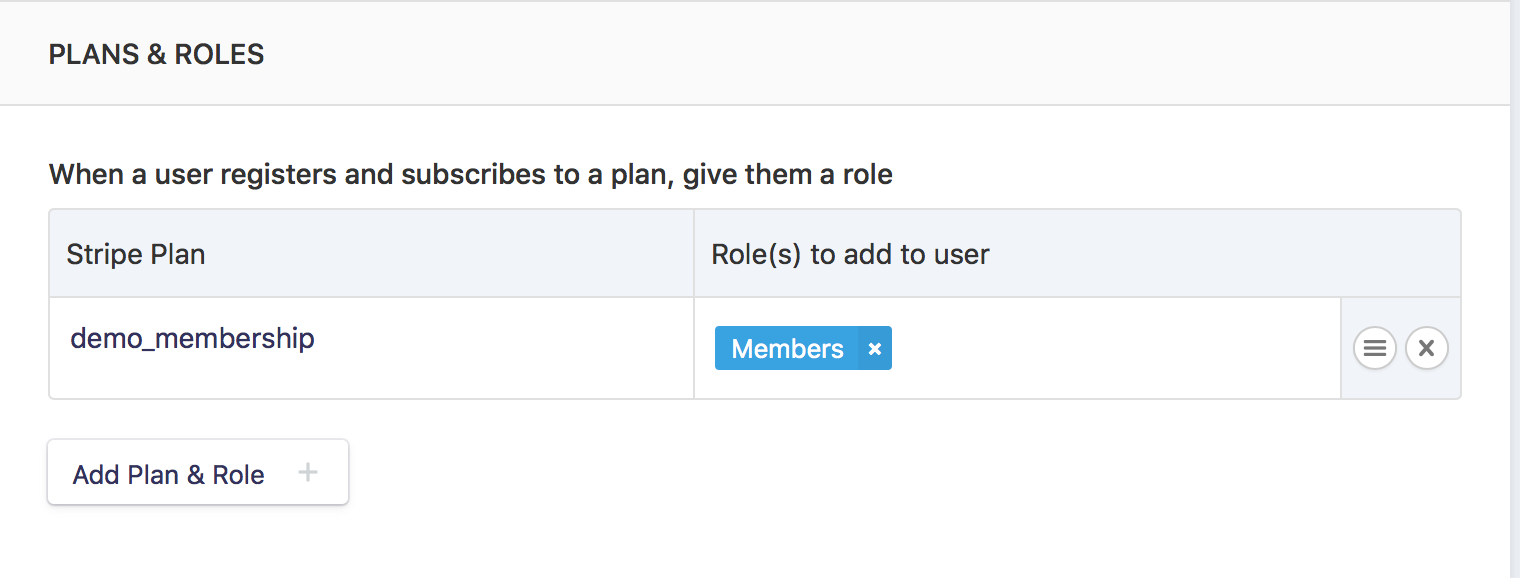 PLANS & ROLES
When a user registers and subscribes to a plan, give them a role
Stripe Plan
Role(s) to add to user
demo_membership
Members ×
Add Plan & Role +